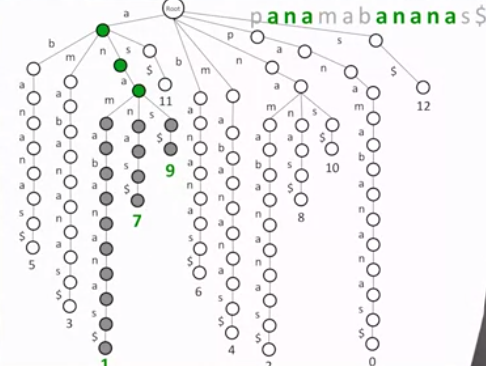 Root
panamabananas$
a
b a n a n a s $ 5
m a b a n a n a s $ 3
n a
m a b a n a n a s $ 1
n a s $ 7
s $ 9
s $ 11
b a n a n a s $ 6
m a b a n a n a s $ 4
n a
m a b a n a n a s $ 2
n a s $ 8
s $ 10
p a n a m a b a n a n a s $ 0
s $ 12